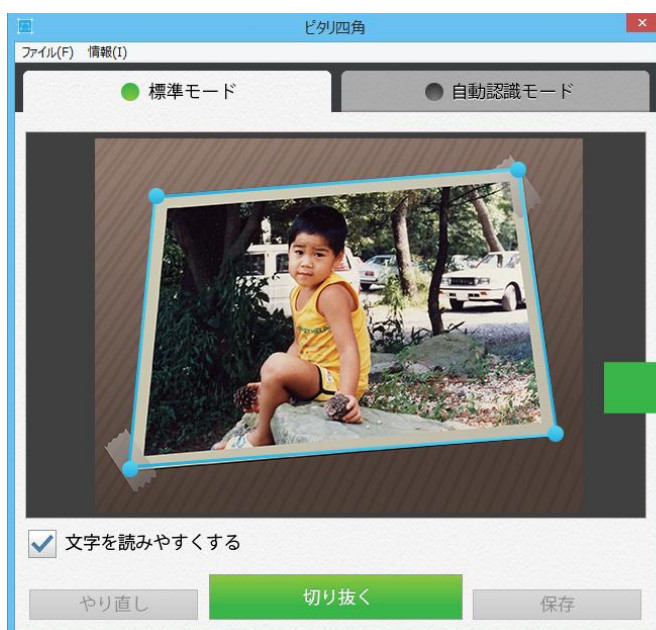 ピタリ四角
×
ファイル(F) 情報(I)
標準モード
自動認識モード
文字を読みやすくする
やり直し
切り抜く
保存